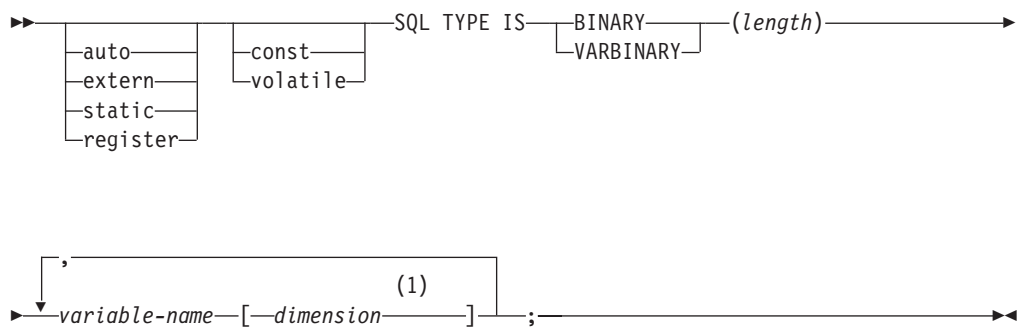 SQL TYPE IS BINARY (length)
auto const VARBINARY
extern volatile
static
register
,
(1)
variable-name [ dimension ] ;